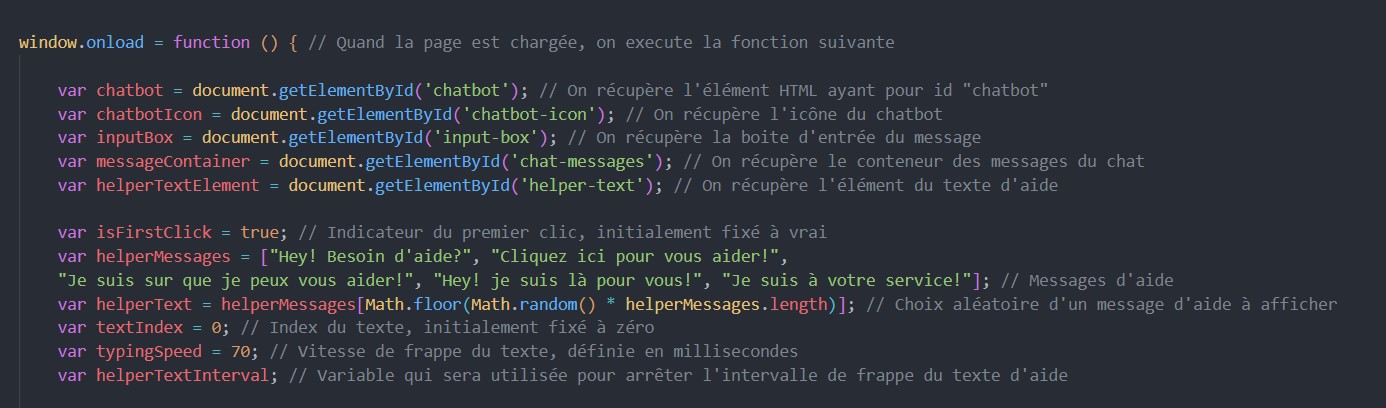 window.onload = function () { // Quand la page est chargée, on execute la fonction suivante
var chatbot = document.getElementById('chatbot'); // On récupère l'élément HTML ayant pour id "chatbot"
var chatbotIcon = document.getElementById('chatbot-icon'); // On récupère l'icône du chatbot
var inputBox = document.getElementById('input-box'); // On récupère la boite d'entrée du message
var messageContainer = document.getElementById('chat-messages'); // On récupère le conteneur des messages du chat
var helperTextElement = document.getElementById('helper-text'); // On récupère l'élément du texte d'aide
var isFirstClick = true; // Indicateur du premier clic, initialement fixé à vrai
var helperMessages = ["Hey! Besoin d'aide?", "Cliquez ici pour vous aider!",
"Je suis sur que je peux vous aider!", "Hey! je suis là pour vous!", "Je suis à votre service!"]; // Messages d'aide
var helperText = helperMessages[Math.floor(Math.random() * helperMessages.length)]; // Choix aléatoire d'un message d'aide à afficher
var textIndex = 0; // Index du texte, initialement fixé à zéro
var typingSpeed = 70; // Vitesse de frappe du texte, définie en millisecondes
var helperTextInterval; // Variable qui sera utilisée pour arrêter l'intervalle de frappe du texte d'aide